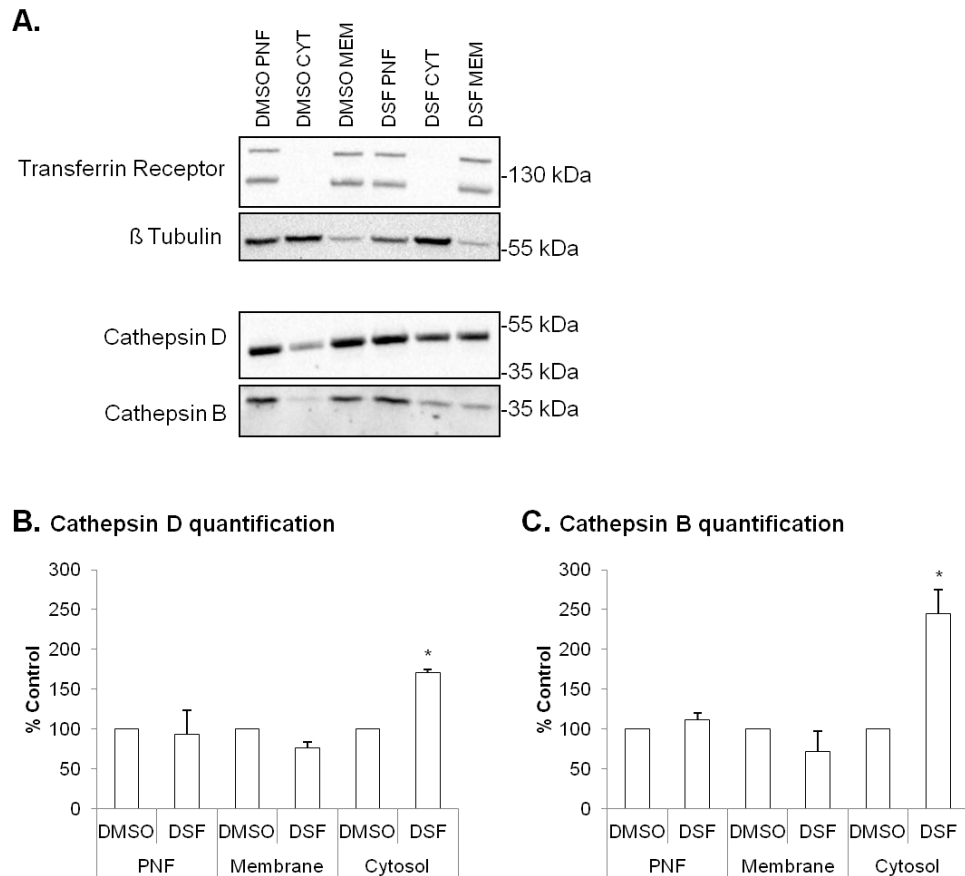 A.
DMSO PNF
DMSO CYT
DMSO MEM
DSF PNF
DSF CYT
DSF MEM
Transferrin Receptor
-130 kDa
ß Tubulin
-55 kDa
Cathepsin D
-55 kDa
-35 kDa
Cathepsin B
-35 kDa
B. Cathepsin D quantification
% Control
300
250
200
150
100
50
0
*
DMSO DSF DMSO DSF DMSO DSF
PNF Membrane Cytosol
C. Cathepsin B quantification
% Control
300
250
200
150
100
50
0
*
DMSO DSF DMSO DSF DMSO DSF
PNF Membrane Cytosol